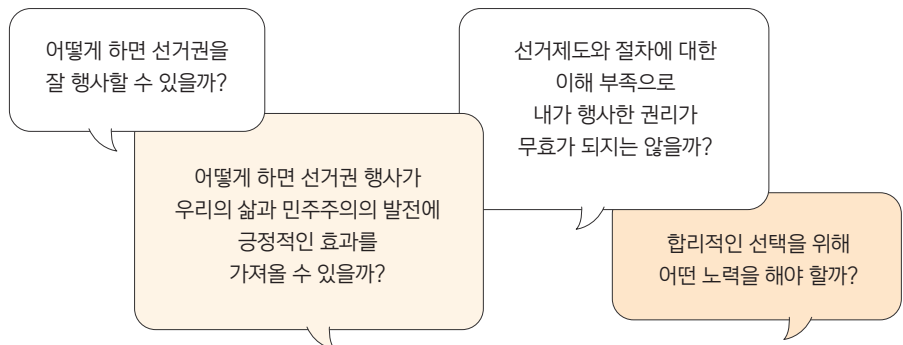 어떻게 하면 선거권을
잘 행사할 수 있을까?
선거제도와 절차에 대한
이해 부족으로
내가 행사한 권리가
무효가 되지는 않을까?
어떻게 하면 선거권 행사가
우리의 삶과 민주주의의 발전에
긍정적인 효과를
가져올 수 있을까?
합리적인 선택을 위해
어떤 노력을 해야 할까?